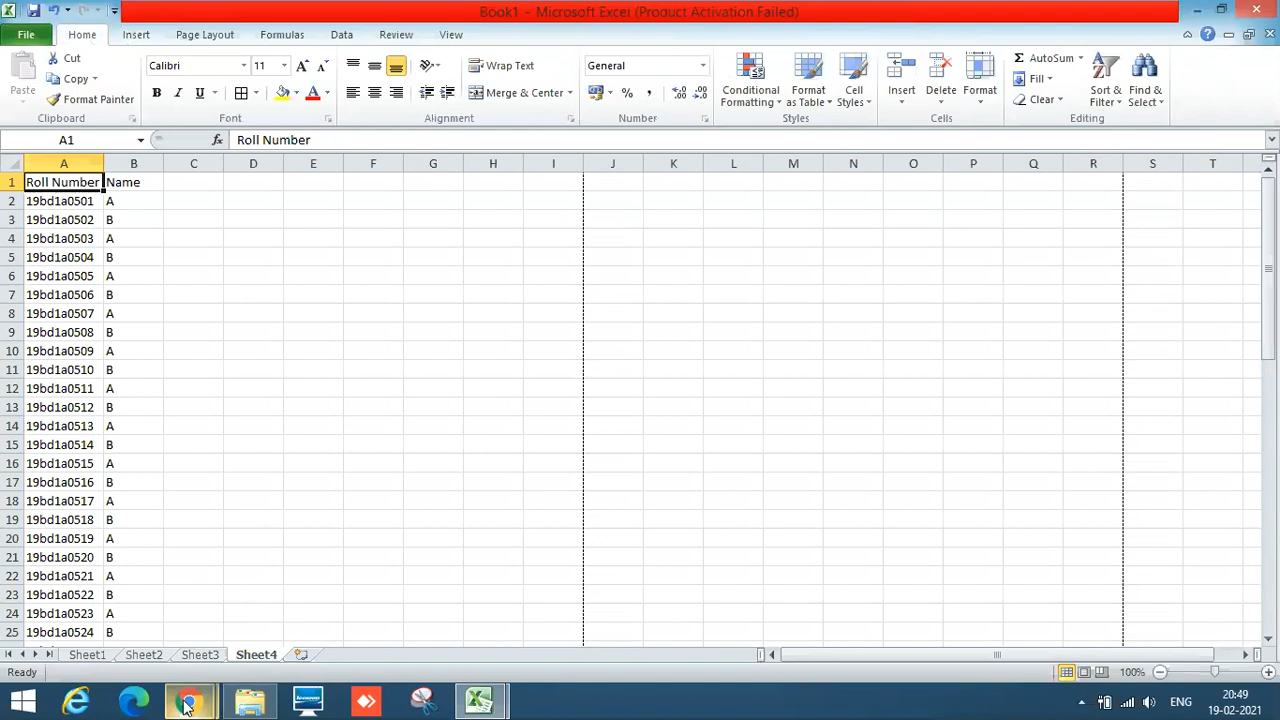 Book1 - Microsoft Excel (Product Activation Failed)
File Home Insert Page Layout Formulas Data Review View
Paste
Cut
Copy
Format Painter
Calibri 11
B I U
A
Wrap Text
Merge & Center
General
%
,
Conditional Formatting
Format as Table
Cell Styles
Insert
Delete
Format
Σ AutoSum
Fill
Clear
Sort & Filter
Find & Select
Clipboard Font Alignment Number Styles Cells Editing
A1 fx Roll Number
A B C D E F G H I J K L M N O P Q R S T
1 Roll Number Name
2 19bd1a0501 A
3 19bd1a0502 B
4 19bd1a0503 A
5 19bd1a0504 B
6 19bd1a0505 A
7 19bd1a0506 B
8 19bd1a0507 A
9 19bd1a0508 B
10 19bd1a0509 A
11 19bd1a0510 B
12 19bd1a0511 A
13 19bd1a0512 B
14 19bd1a0513 A
15 19bd1a0514 B
16 19bd1a0515 A
17 19bd1a0516 B
18 19bd1a0517 A
19 19bd1a0518 B
20 19bd1a0519 A
21 19bd1a0520 B
22 19bd1a0521 A
23 19bd1a0522 B
24 19bd1a0523 A
25 19bd1a0524 B
Sheet1 Sheet2 Sheet3 Sheet4
Ready 100%
ENG
20:49
19-02-2021